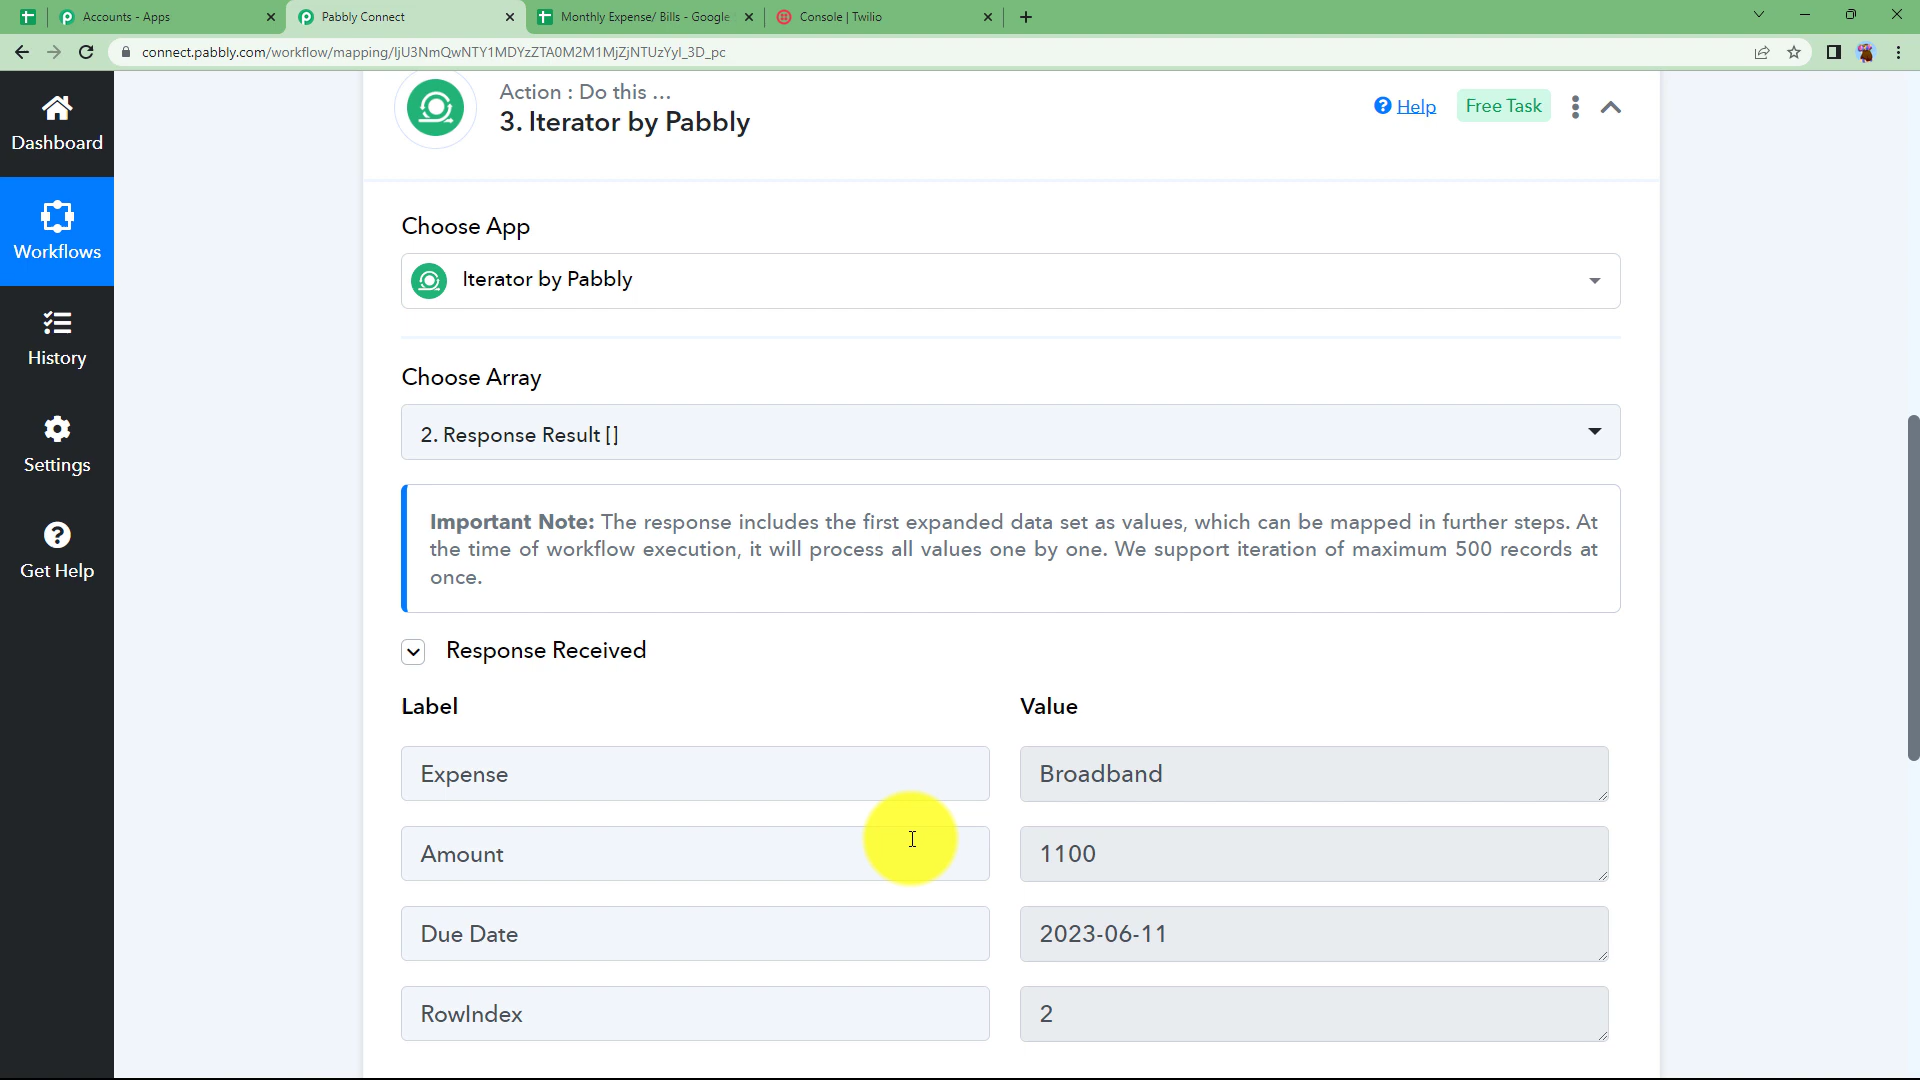 Accounts - Apps
Pabbly Connect
Monthly Expense/ Bills - Google
Console | Twilio
connect.pabbly.com/workflow/mapping/IjU3NmQwNTY1MDYzZTA0M2M1MjZjNTUzYyI_3D_pc
Dashboard
Workflows
History
Settings
Get Help
Action : Do this ...
3. Iterator by Pabbly
Help
Free Task
Choose App
Iterator by Pabbly
Choose Array
2. Response Result []
Important Note: The response includes the first expanded data set as values, which can be mapped in further steps. At
the time of workflow execution, it will process all values one by one. We support iteration of maximum 500 records at
once.
Response Received
Label
Value
Expense
Broadband
Amount
1100
Due Date
2023-06-11
RowIndex
2